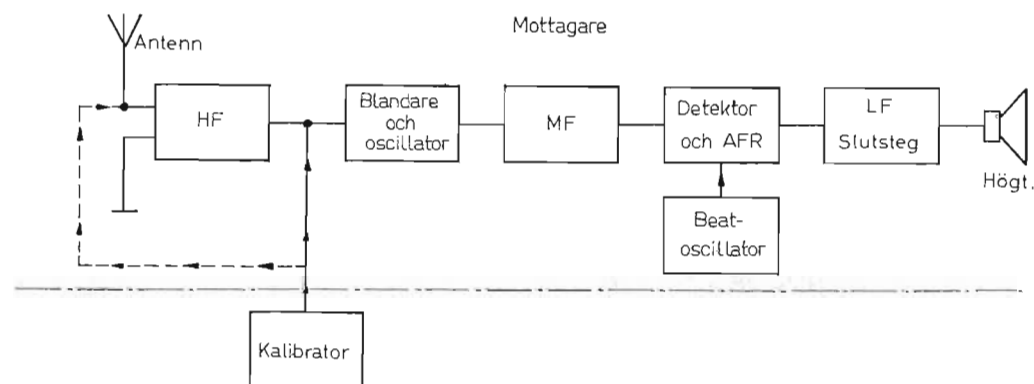 Mottagare
Antenn
HF
Blandare
och
oscillator
MF
Detektor
och AFR
LF
Slutsteg
Högt.
Beat-
oscillator
Kalibrator